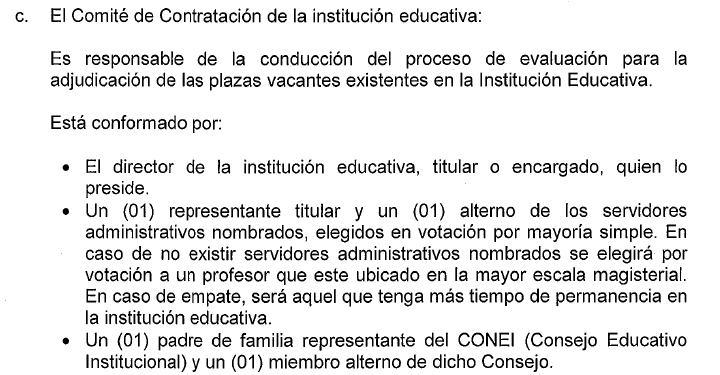 c. El Comité de Contratación de la institución educativa:
Es responsable de la conducción del proceso de evaluación para la
adjudicación de las plazas vacantes existentes en la Institución Educativa.
Está conformado por:
• El director de la institución educativa, titular o encargado, quien lo
preside.
• Un (01) representante titular y un (01) alterno de los servidores
administrativos nombrados, elegidos en votación por mayoría simple. En
caso de no existir servidores administrativos nombrados se elegirá por
votación a un profesor que este ubicado en la mayor escala magisterial.
En caso de empate, será aquel que tenga más tiempo de permanencia en
la institución educativa.
• Un (01) padre de familia representante del CONEI (Consejo Educativo
Institucional) y un (01) miembro alterno de dicho Consejo.